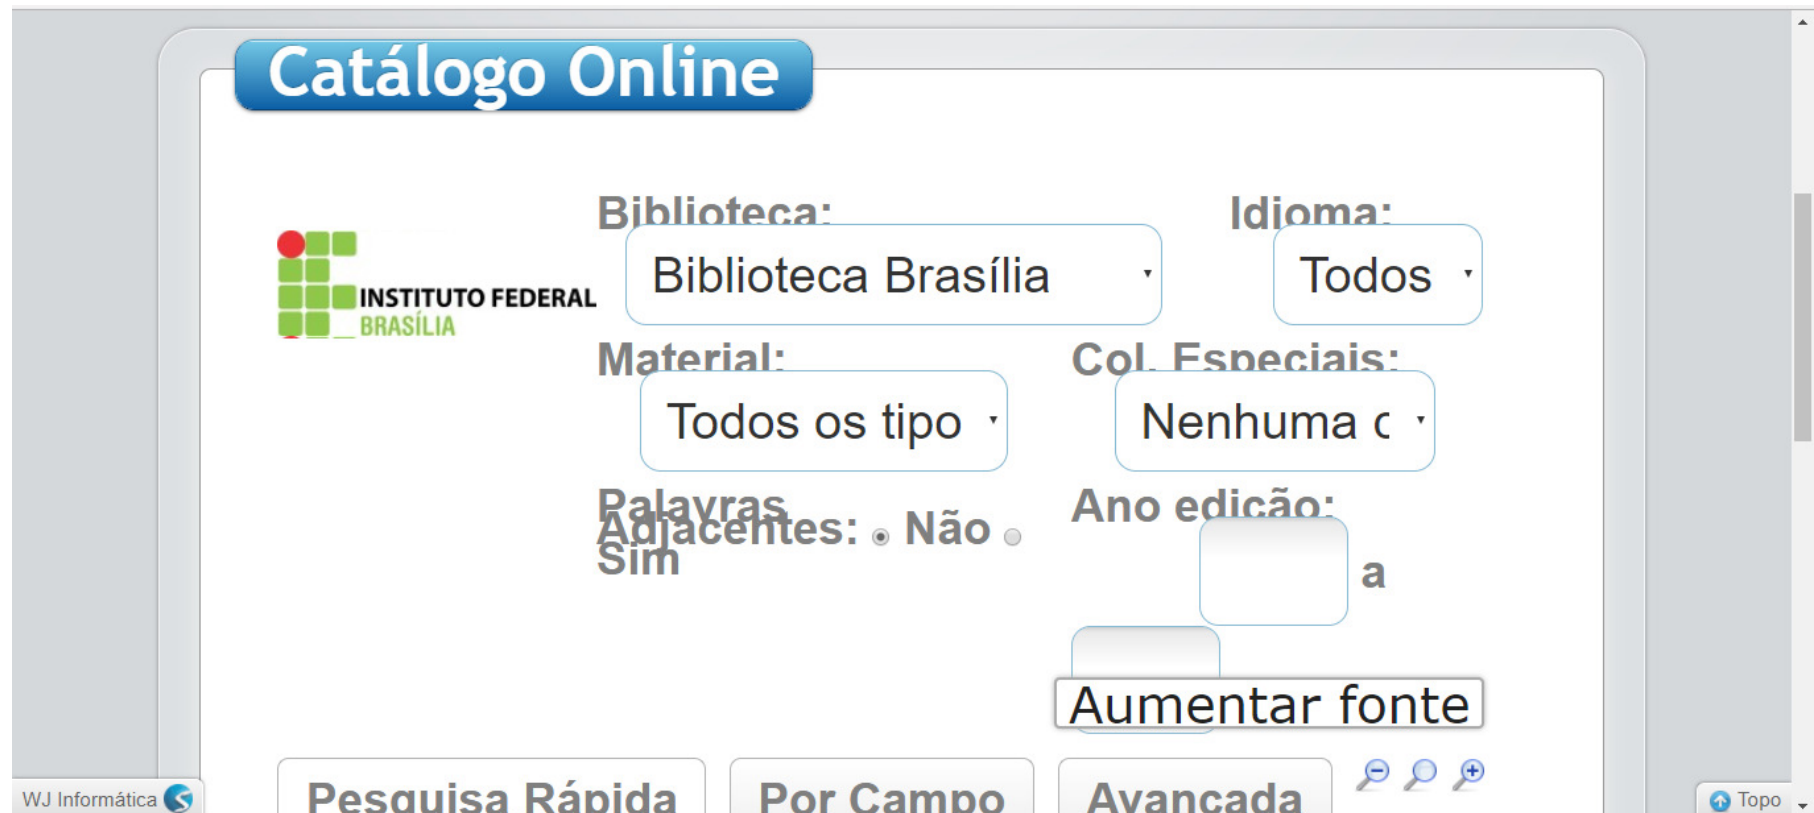 Catálogo Online
Biblioteca:
Idioma:
Biblioteca Brasília
Todos
INSTITUTO FEDERAL
BRASÍLIA
Material:
Col. Especiais:
Todos os tipo
Nenhuma c
Palavras
Adjacentes: Não
Sim
Ano edição:
a
Aumentar fonte
Pesquisa Rápida
Por Campo
Avançada
WJ Informática
Topo